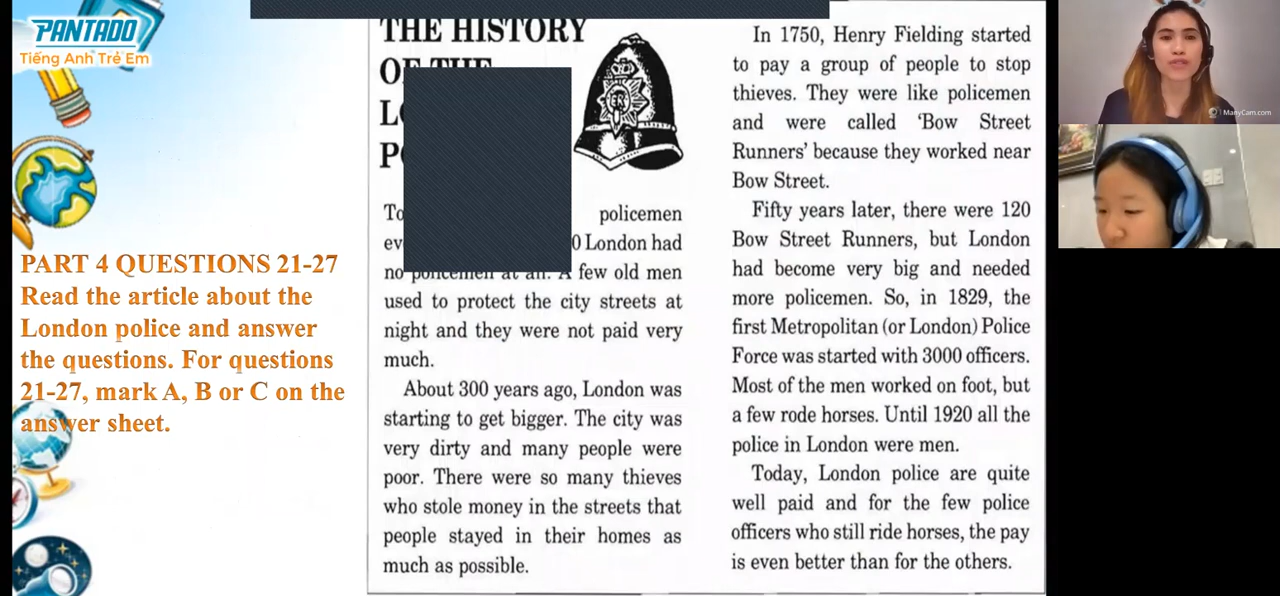 PANTADO
Tiếng Anh Trẻ Em
PART 4 QUESTIONS 21-27
Read the article about the
London police and answer
the questions. For questions
21-27, mark A, B or C on the
answer sheet.
THE HISTORY
OF THE
policemen
0 London had
no policemen at all. A few old men
used to protect the city streets at
night and they were not paid very
much.
About 300 years ago, London was
starting to get bigger. The city was
very dirty and many people were
poor. There were so many thieves
who stole money in the streets that
people stayed in their homes as
much as possible.
In 1750, Henry Fielding started
to pay a group of people to stop
thieves. They were like policemen
and were called ‘Bow Street
Runners’ because they worked near
Bow Street.
Fifty years later, there were 120
Bow Street Runners, but London
had become very big and needed
more policemen. So, in 1829, the
first Metropolitan (or London) Police
Force was started with 3000 officers.
Most of the men worked on foot, but
a few rode horses. Until 1920 all the
police in London were men.
Today, London police are quite
well paid and for the few police
officers who still ride horses, the pay
is even better than for the others.
ManyCam.com